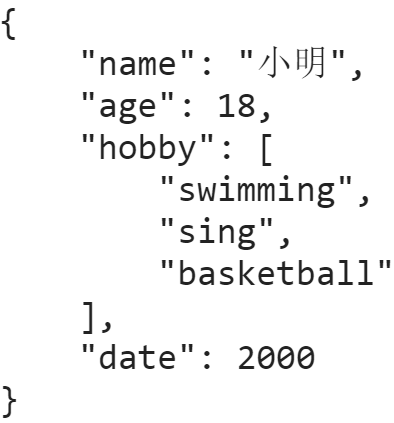 {
    "name": "小明",
    "age": 18,
    "hobby": [
        "swimming",
        "sing",
        "basketball"
    ],
    "date": 2000
}